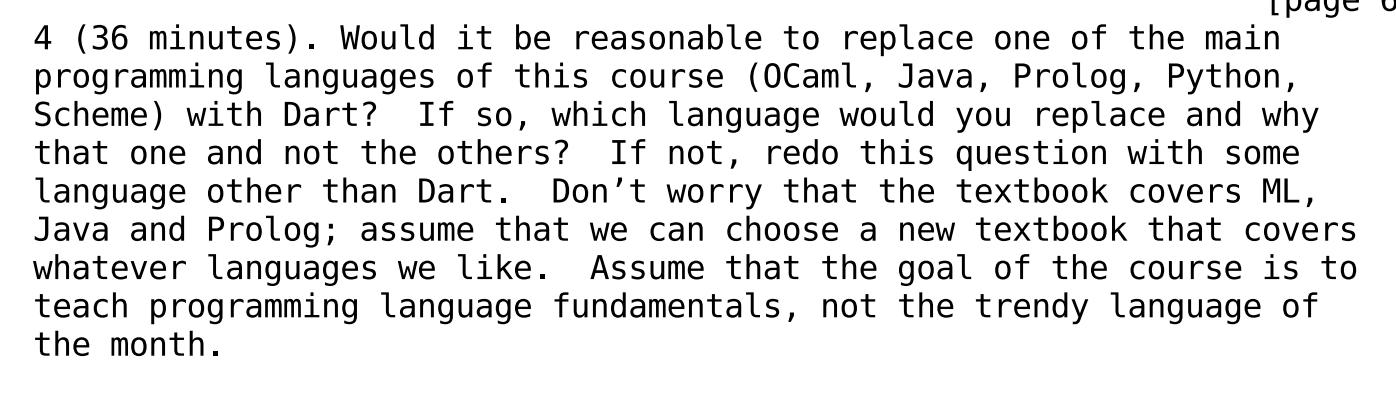 [page 6
4 (36 minutes). Would it be reasonable to replace one of the main
programming languages of this course (OCaml, Java, Prolog, Python,
Scheme) with Dart?  If so, which language would you replace and why
that one and not the others?  If not, redo this question with some
language other than Dart.  Don’t worry that the textbook covers ML,
Java and Prolog; assume that we can choose a new textbook that covers
whatever languages we like.  Assume that the goal of the course is to
teach programming language fundamentals, not the trendy language of
the month.